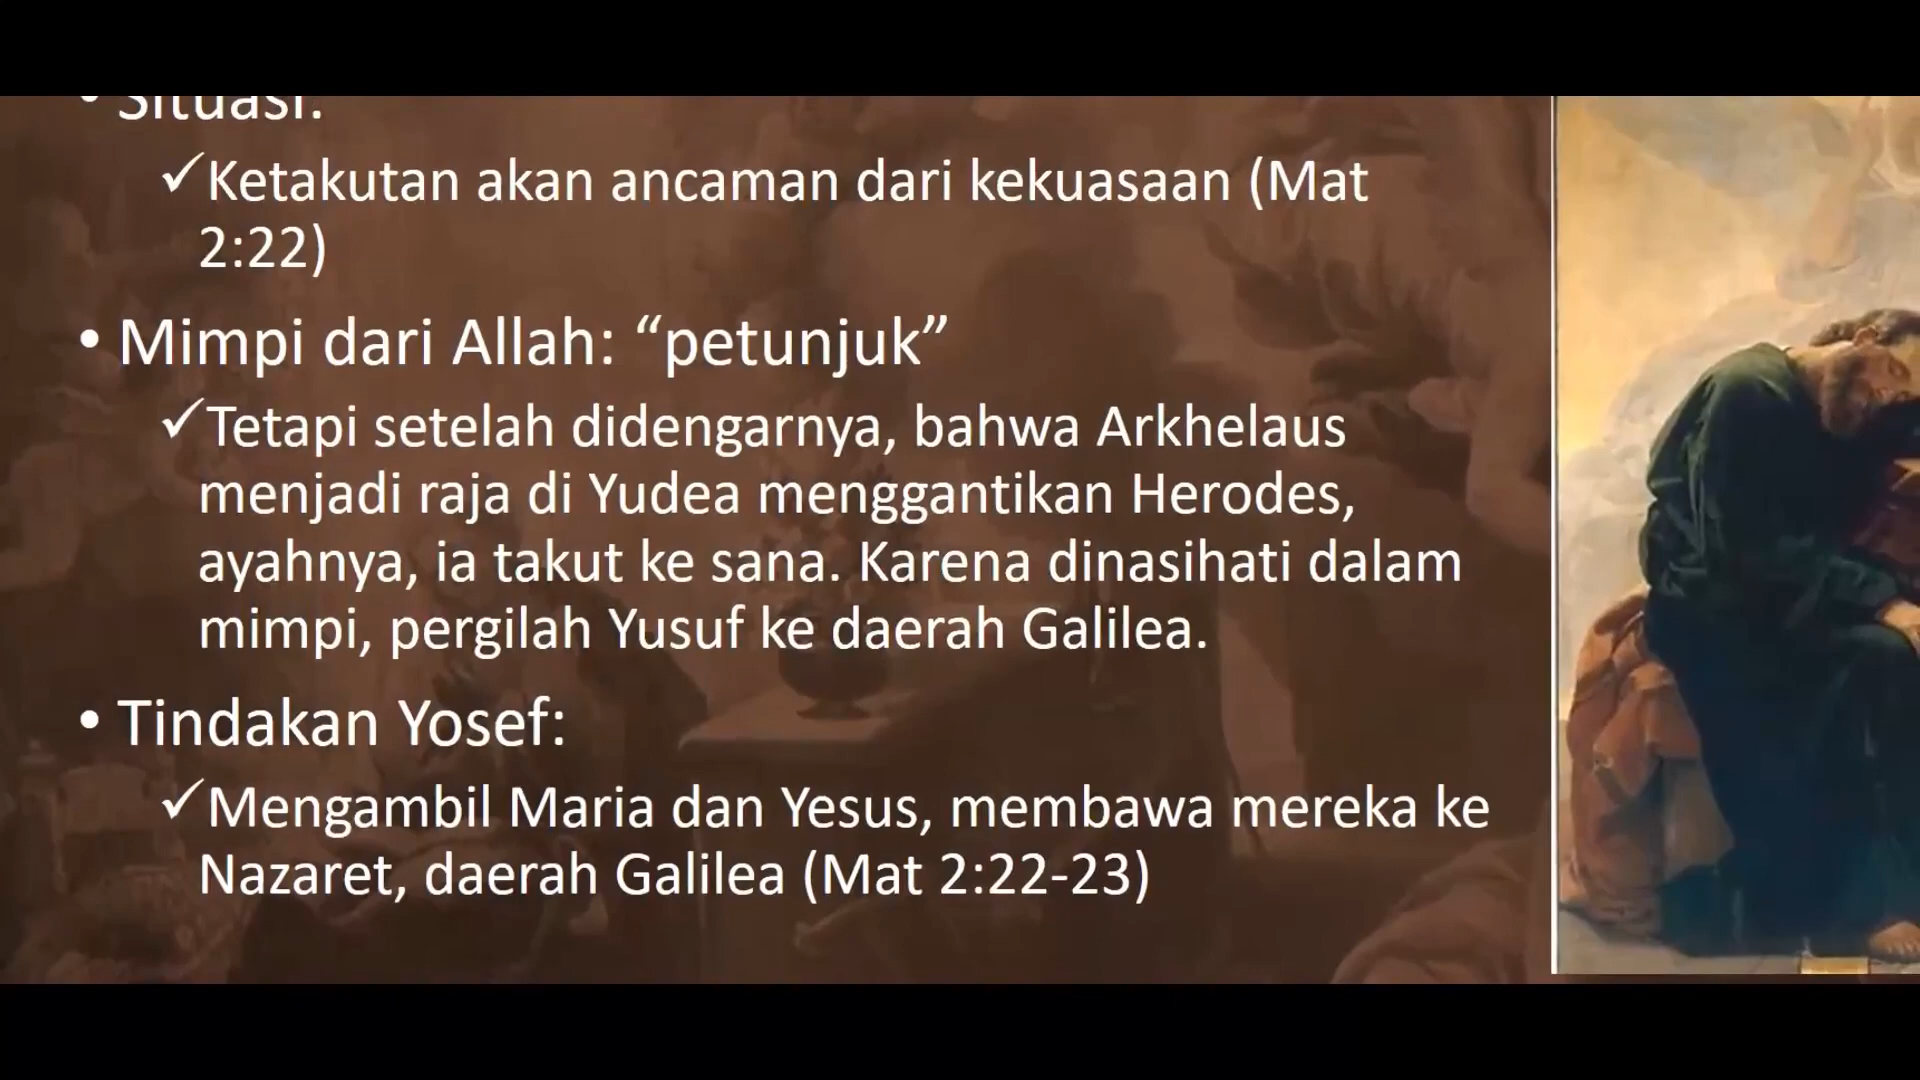 • Situasi:
✓Ketakutan akan ancaman dari kekuasaan (Mat
2:22)
• Mimpi dari Allah: “petunjuk”
✓Tetapi setelah didengarnya, bahwa Arkhelaus
menjadi raja di Yudea menggantikan Herodes,
ayahnya, ia takut ke sana. Karena dinasihati dalam
mimpi, pergilah Yusuf ke daerah Galilea.
• Tindakan Yosef:
✓Mengambil Maria dan Yesus, membawa mereka ke
Nazaret, daerah Galilea (Mat 2:22-23)